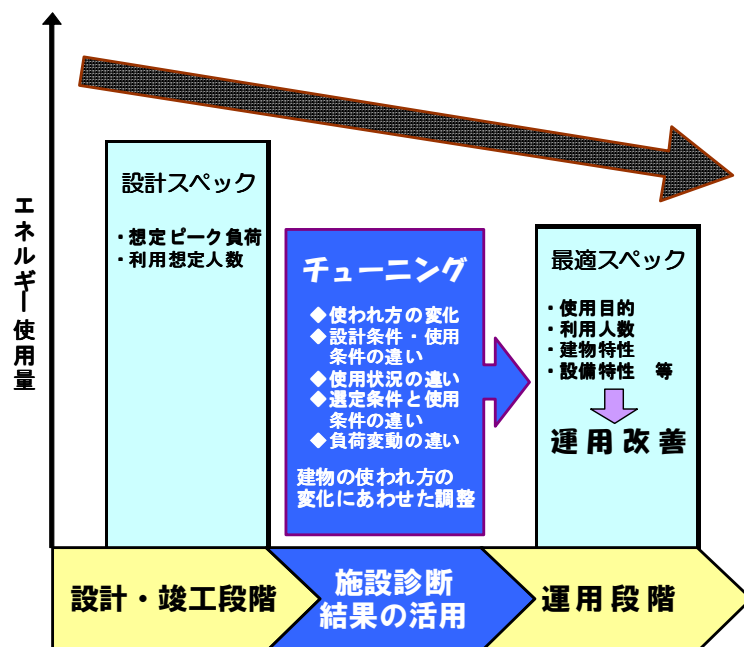 エネルギー使用量
設計スペック
・想定ピーク負荷
・利用想定人数
チューニング
◆使われ方の変化
◆設計条件・使用
条件の違い
◆使用状況の違い
◆選定条件と使用
条件の違い
◆負荷変動の違い
建物の使われ方の
変化にあわせた調整
最適スペック
・使用目的
・利用人数
・建物特性
・設備特性　等
運用改善
設計・竣工段階
施設診断
結果の活用
運用段階